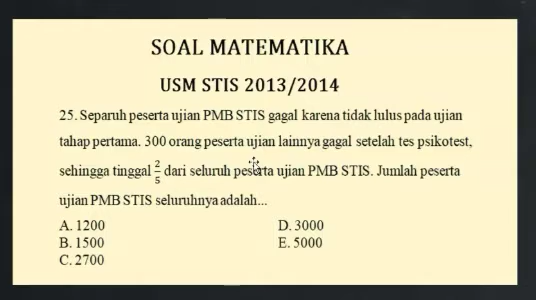 SOAL MATEMATIKA
USM STIS 2013/2014
25. Separuh peserta ujian PMB STIS gagal karena tidak lulus pada ujian
tahap pertama. 300 orang peserta ujian lainnya gagal setelah tes psikotest,
sehingga tinggal 2/5 dari seluruh peserta ujian PMB STIS. Jumlah peserta
ujian PMB STIS seluruhnya adalah...
A. 1200
B. 1500
C. 2700
D. 3000
E. 5000